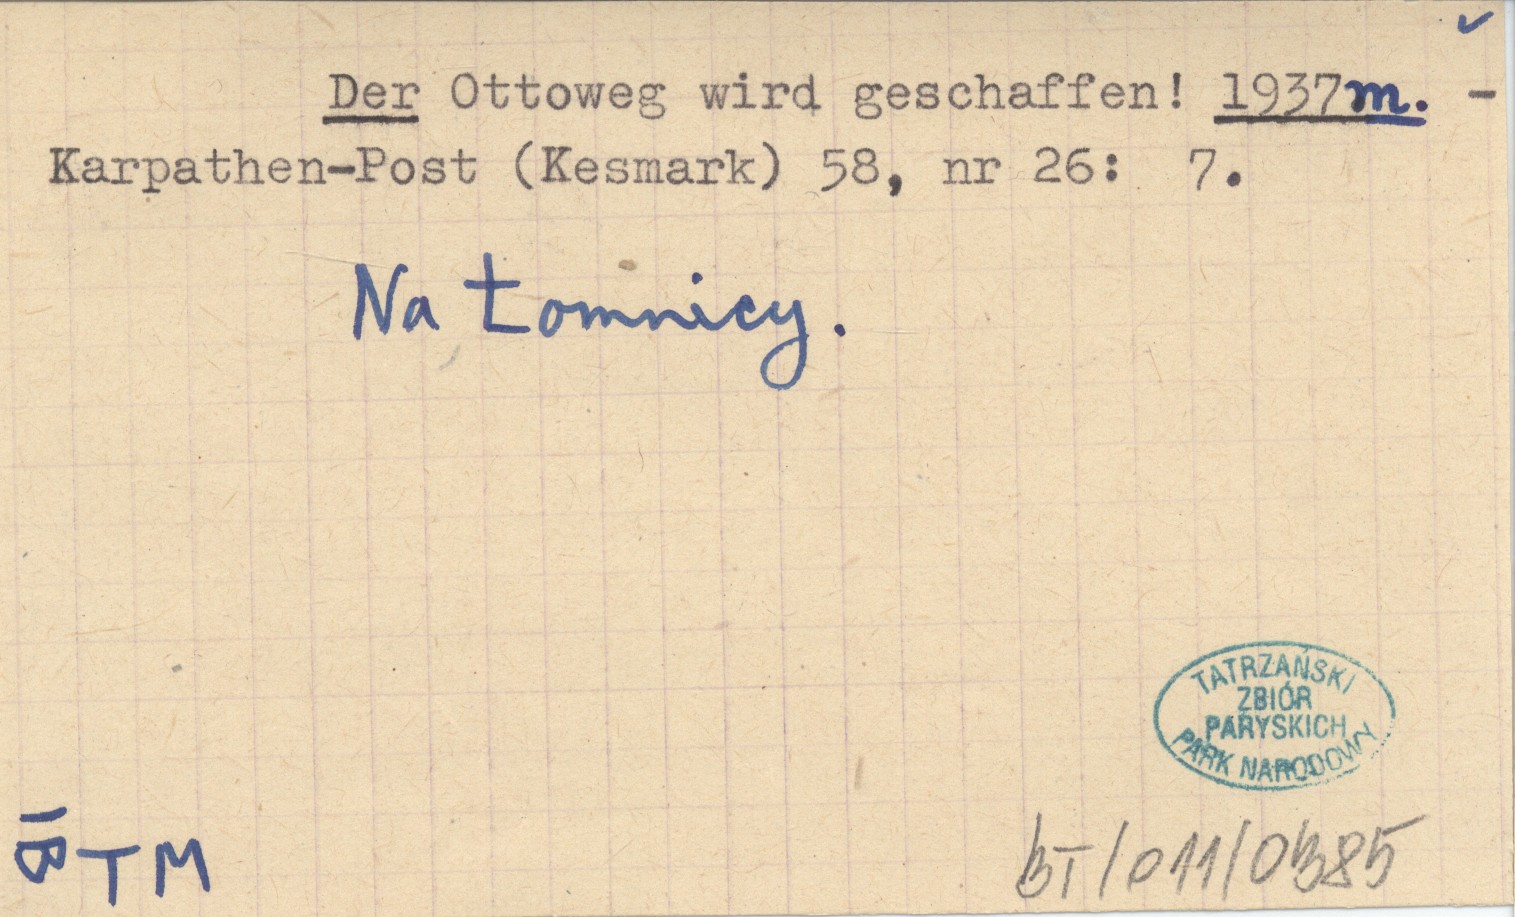 Der Ottoweg wird geschaffen! 1937m. -
Karpathen-Post (Kesmark) 58, nr 26: 7.
Na Łomnicy.
TATRZAŃSKI
ZBIÓR
PARYSKICH
PARK NARODOWY
TM
BT/011/0385